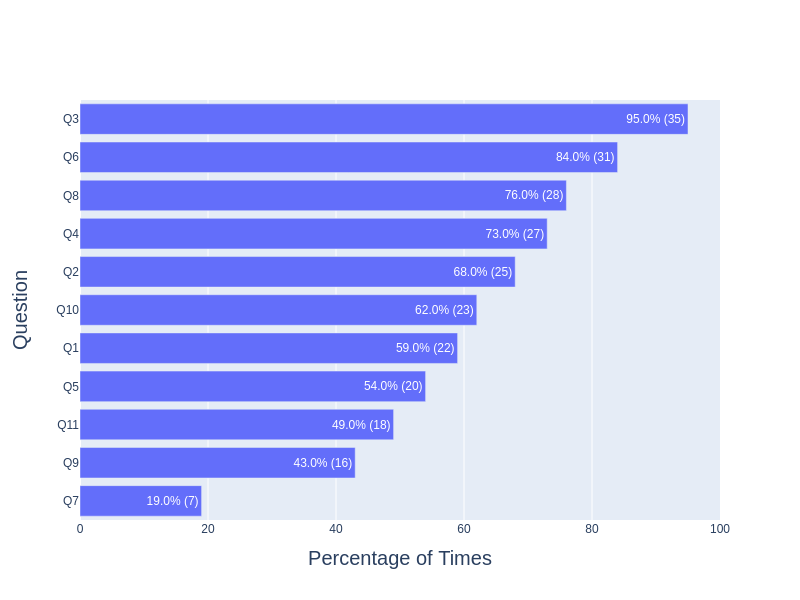 Question
Q3 95.0% (35)
Q6 84.0% (31)
Q8 76.0% (28)
Q4 73.0% (27)
Q2 68.0% (25)
Q10 62.0% (23)
Q1 59.0% (22)
Q5 54.0% (20)
Q11 49.0% (18)
Q9 43.0% (16)
Q7 19.0% (7)
0 20 40 60 80 100
Percentage of Times